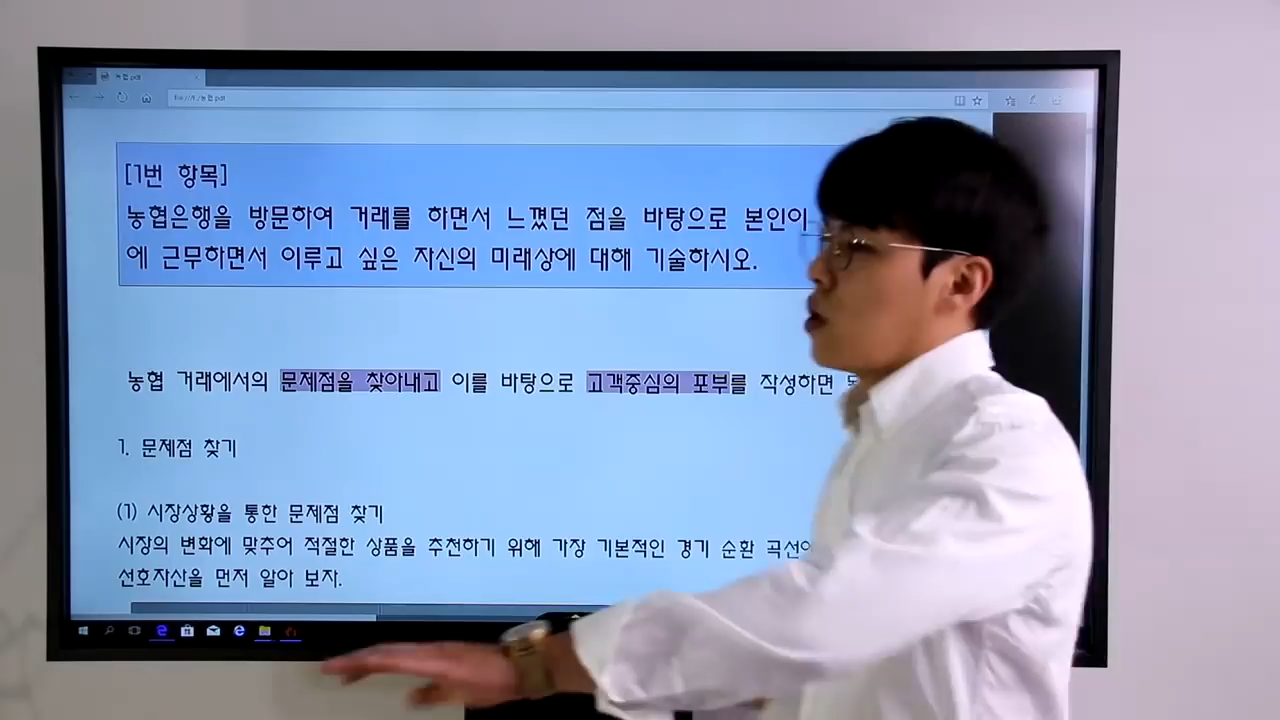 농협.pdf
file:///F:/농협.pdf
[1번 항목]
농협은행을 방문하여 거래를 하면서 느꼈던 점을 바탕으로 본인이
에 근무하면서 이루고 싶은 자신의 미래상에 대해 기술하시오.
농협 거래에서의 문제점을 찾아내고 이를 바탕으로 고객중심의 포부를 작성하면
1. 문제점 찾기
(1) 시장상황을 통한 문제점 찾기
시장의 변화에 맞추어 적절한 상품을 추천하기 위해 가장 기본적인 경기 순환
선호자산을 먼저 알아 보자.